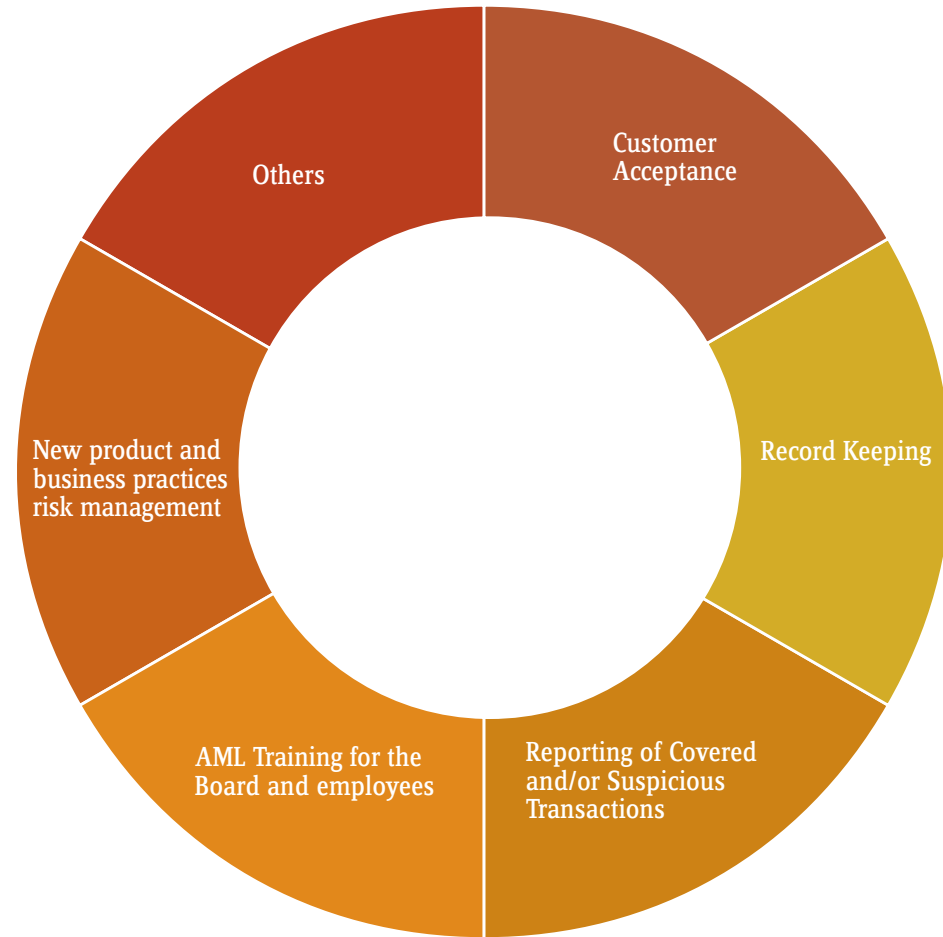 Customer
Acceptance
Record Keeping
Reporting of Covered
and/or Suspicious
Transactions
AML Training for the
Board and employees
New product and
business practices
risk management
Others